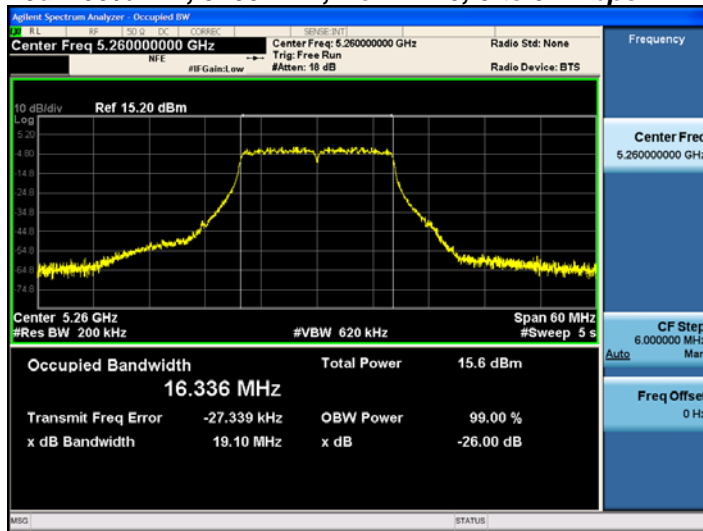 Agilent Spectrum Analyzer - Occupied BW
RL RF 50 Ω DC CORREC SENSE:INT
Center Freq 5.260000000 GHz
NFE
#IFGain:Low
Center Freq: 5.260000000 GHz
Trig: Free Run
#Atten: 18 dB
Radio Std: None
Radio Device: BTS
Frequency
10 dB/div Ref 15.20 dBm
Log
5.20
-4.80
-14.8
-24.8
-34.8
-44.8
-54.8
-64.8
-74.8
Center 5.26 GHz Span 60 MHz
#Res BW 200 kHz #VBW 620 kHz #Sweep 5 s
Center Freq
5.260000000 GHz
CF Step
6.000000 MHz
Auto Man
Freq Offset
0 Hz
Occupied Bandwidth Total Power 15.6 dBm
16.336 MHz
Transmit Freq Error -27.339 kHz OBW Power 99.00 %
x dB Bandwidth 19.10 MHz x dB -26.00 dB
MSG STATUS